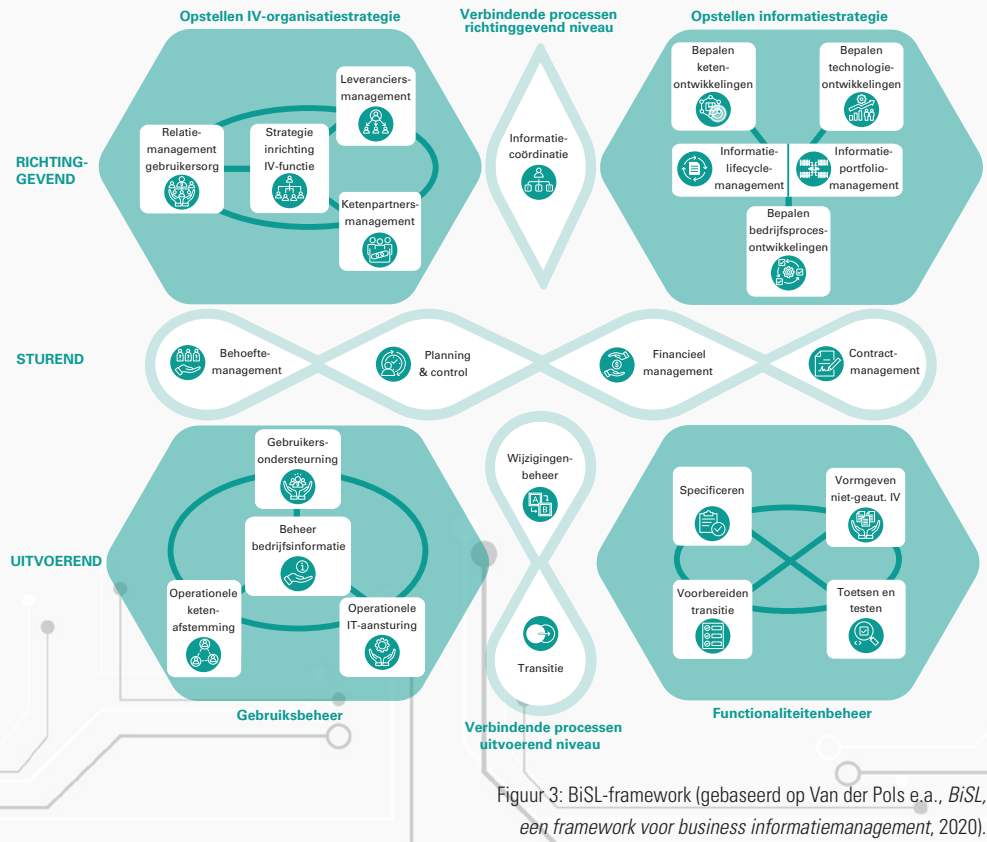 Opstellen IV-organisatiestrategie
Verbindende processen
richtinggevend niveau
Opstellen informatiestrategie
RICHTING-
GEVEND
Relatie-
management
gebruikersorg
Strategie
inrichting
IV-functie
Leveranciers-
management
Ketenpartners-
management
Informatie-
coördinatie
Bepalen
keten-
ontwikkelingen
Bepalen
technologie-
ontwikkelingen
Informatie-
lifecycle-
management
Informatie-
portfolio-
management
Bepalen
bedrijfsproces-
ontwikkelingen
STUREND
Behoefte-
management
Planning
& control
Financieel
management
Contract-
management
UITVOEREND
Gebruikers-
ondersteurning
Beheer
bedrijfsinformatie
Operationele
keten-
afstemming
Operationele
IT-aansturing
Wijzigingen-
beheer
A
B
Transitie
Specificeren
Vormgeven
niet-geaut. IV
Voorbereiden
transitie
Toetsen en
testen
Gebruiksbeheer
Verbindende processen
uitvoerend niveau
Functionaliteitenbeheer
Figuur 3: BiSL-framework (gebaseerd op Van der Pols e.a., BiSL,
een framework voor business informatiemanagement, 2020).